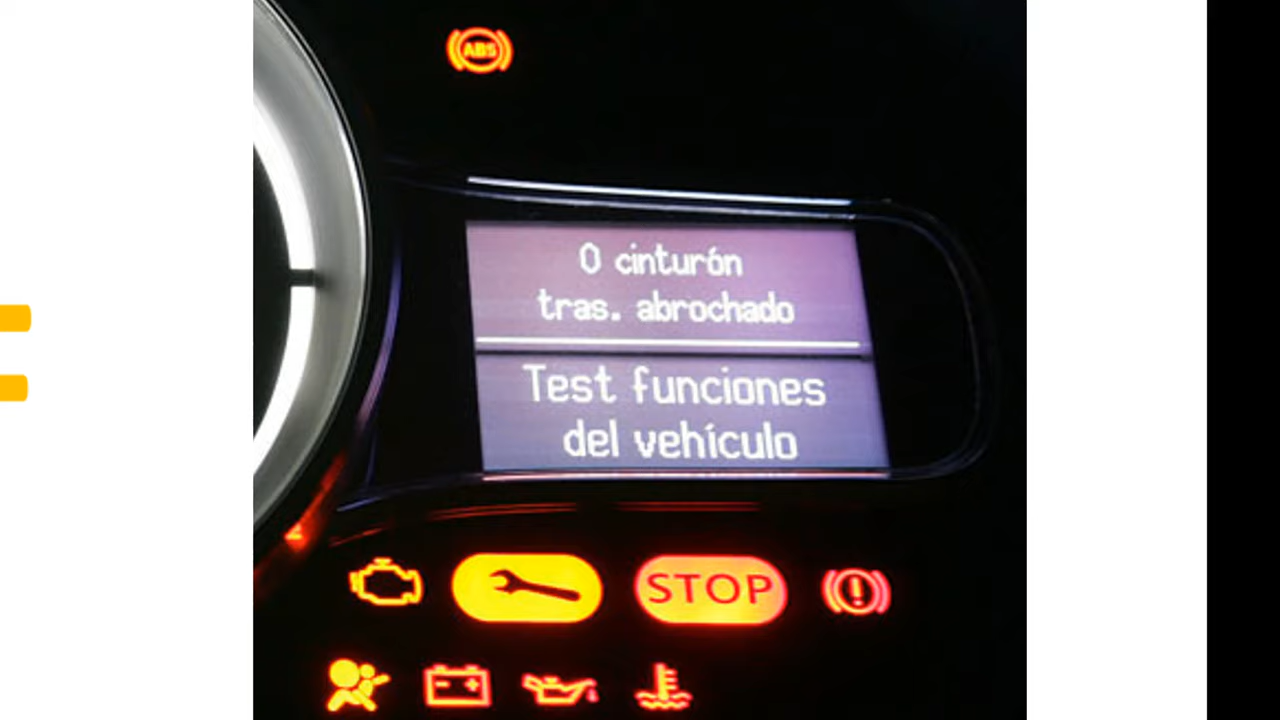 ABS
0 cinturón
tras. abrochado
Test funciones
del vehículo
STOP